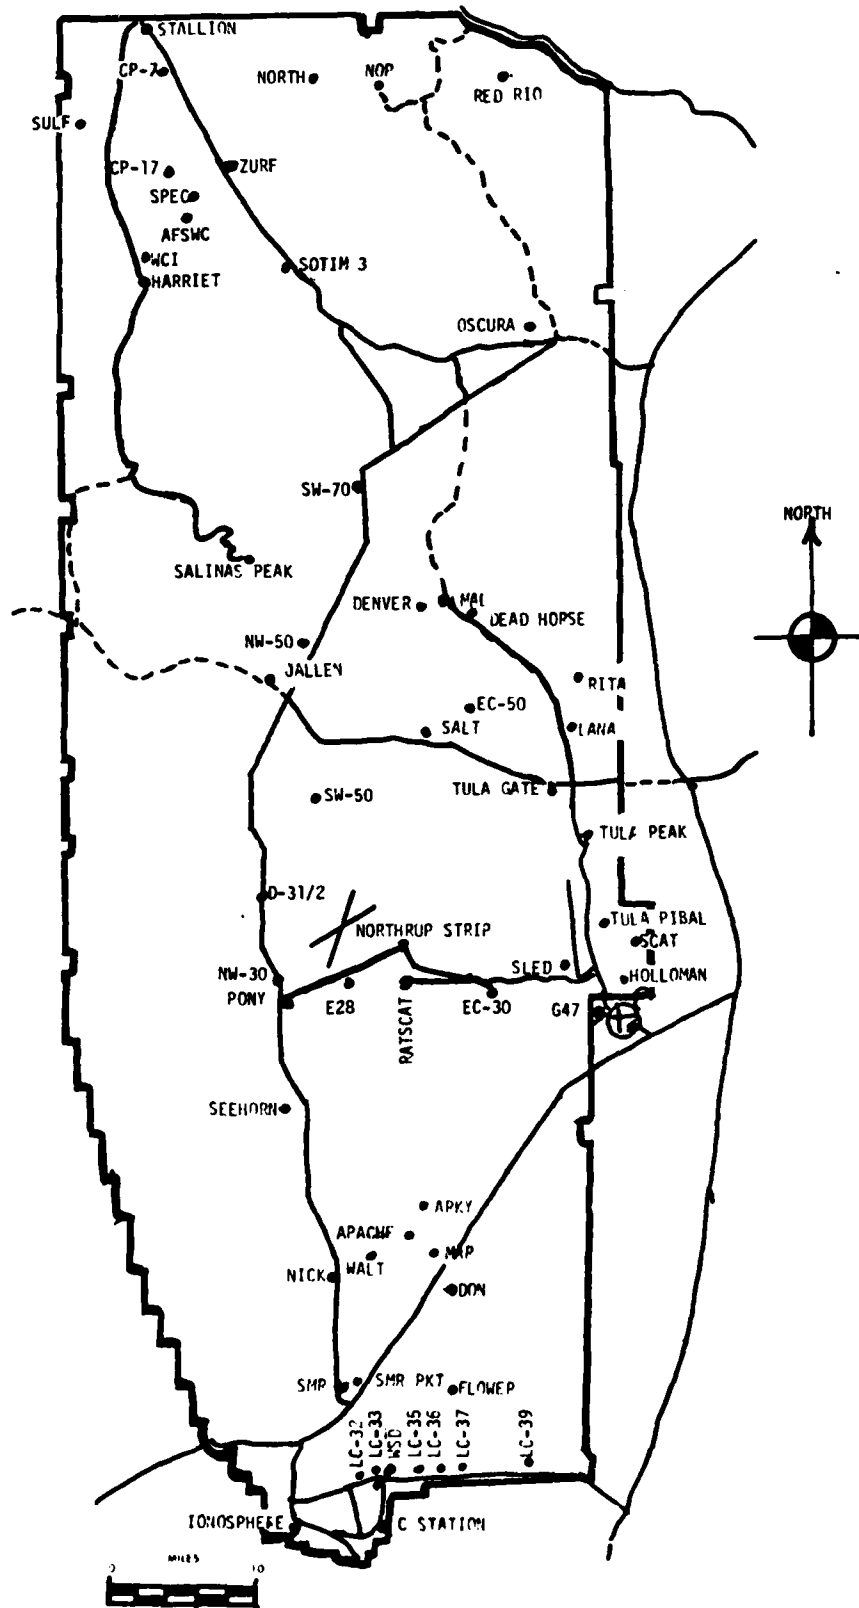 STALLION
CP-7
NORTH
NOP
RED RIO
SULF
CP-17
ZURF
SPEC
AFSWC
WCI
HARRIET
SOTIM 3
OSCURA
SW-70
NORTH
SALINAS PEAK
DENVER
MAL
DEAD HOPSE
NW-50
JALLEN
RITA
EC-50
SALT
LANA
TULA GATE
SW-50
TULA PEAK
D-31/2
TULA PIBAL
NORTHRUP STRIP
SCAT
SLED
NW-30
HOLLOMAN
PONY
E28
RATSCAT
EC-30
G47
SEEHORN
APKY
APACHE
MAP
WALT
NICK
DON
SMR
SMR PKT
FLOWEP
LC-32
LC-33
WSD
LC-35
LC-36
LC-37
LC-39
IONOSPHERE
C STATION
MILES